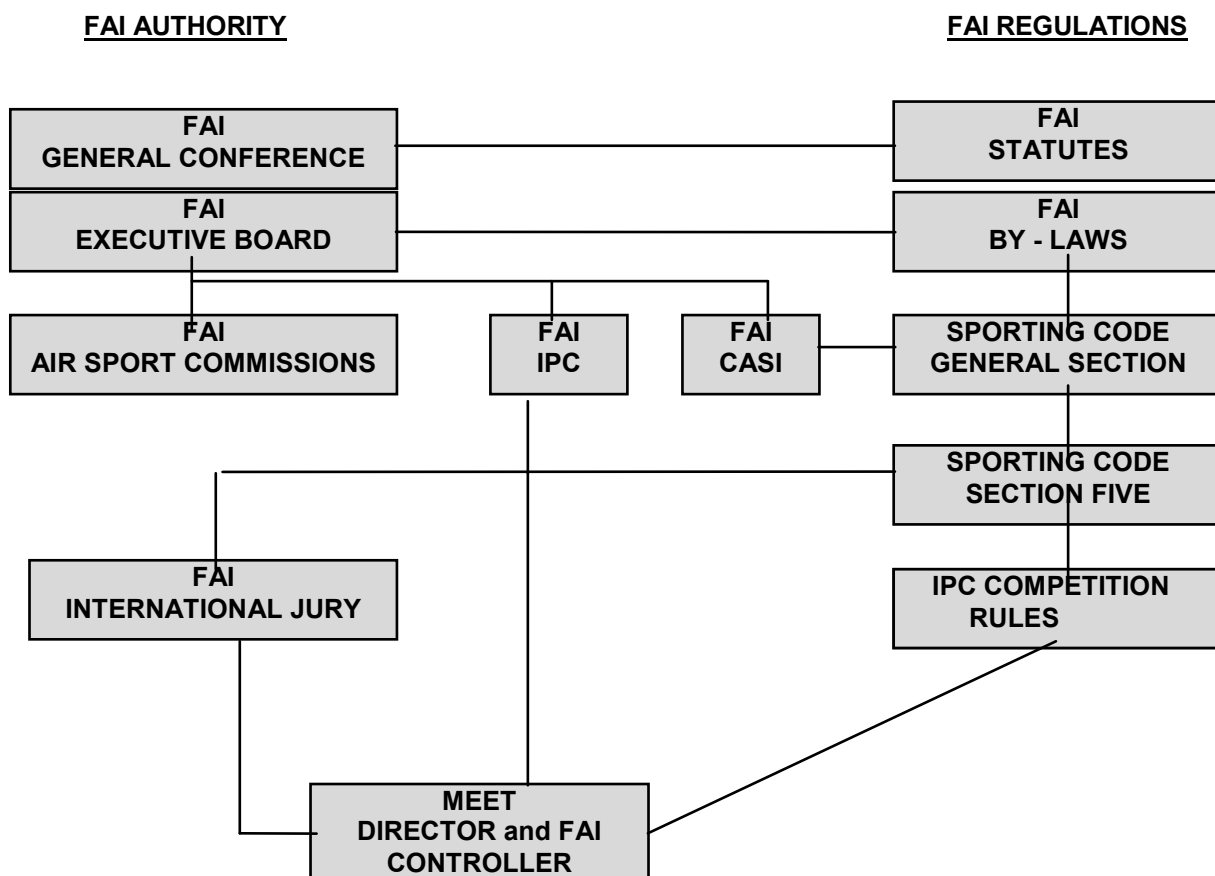 FAI AUTHORITY
FAI REGULATIONS
FAI
GENERAL CONFERENCE
FAI
STATUTES
FAI
EXECUTIVE BOARD
FAI
BY - LAWS
FAI
AIR SPORT COMMISSIONS
FAI
IPC
FAI
CASI
SPORTING CODE
GENERAL SECTION
SPORTING CODE
SECTION FIVE
FAI
INTERNATIONAL JURY
IPC COMPETITION
RULES
MEET
DIRECTOR and FAI
CONTROLLER